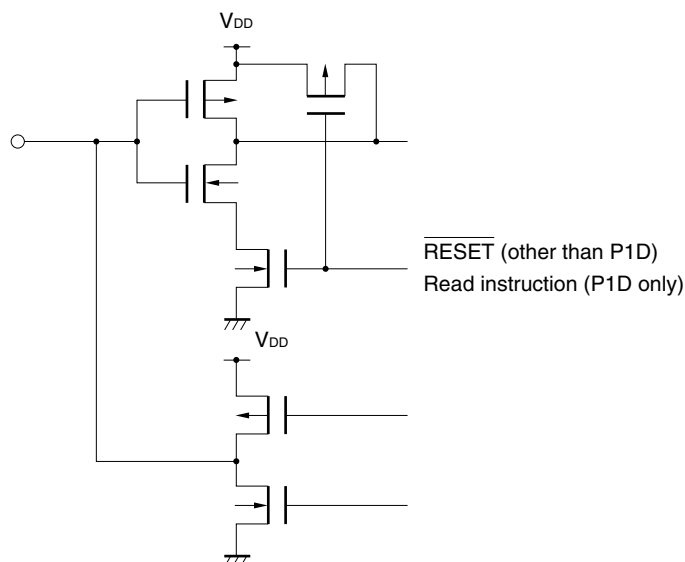 VDD
RESET (other than P1D)
Read instruction (P1D only)
VDD